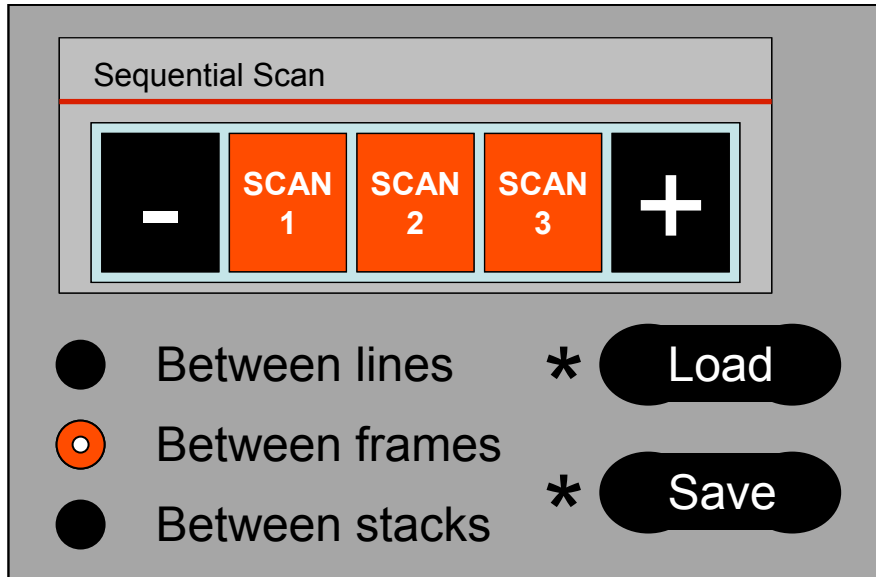 Sequential Scan
- SCAN 1 SCAN 2 SCAN 3 +
Between lines * Load
Between frames
Between stacks * Save